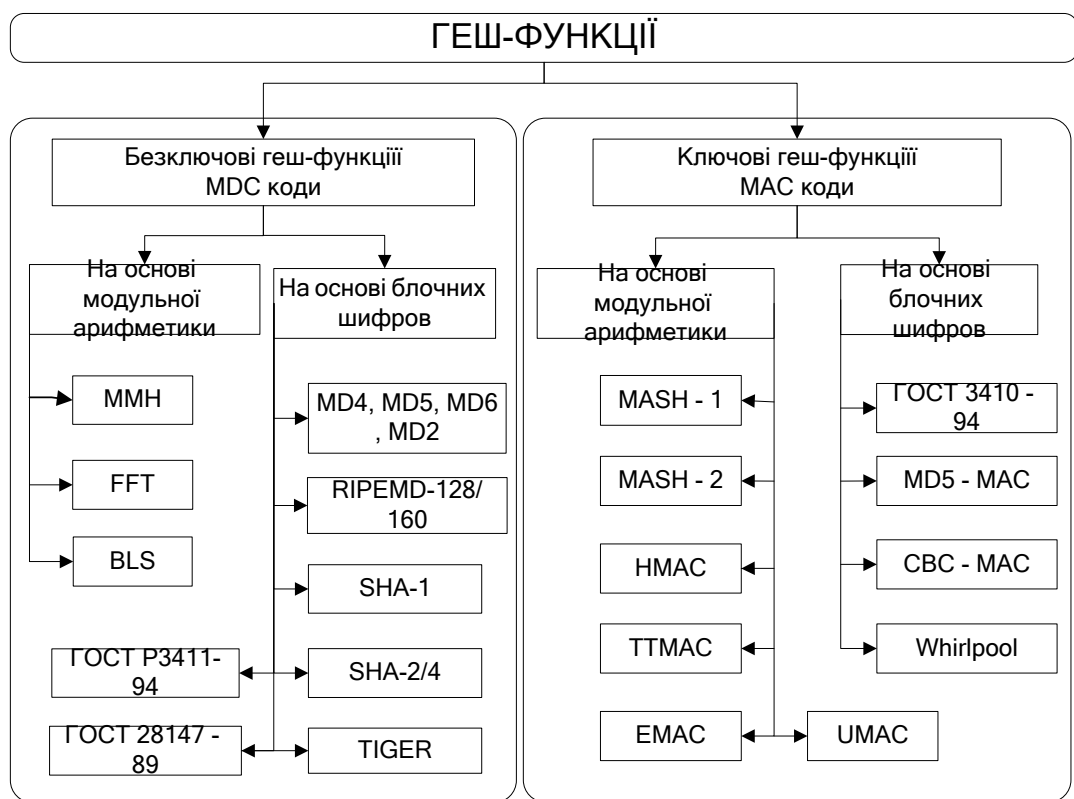 ГЕШ-ФУНКЦІЇ
Безключові геш-функціїї
MDC коди
На основі
модульної
арифметики
На основі блочних
шифров
MMH
FFT
BLS
MD4, MD5, MD6
, MD2
RIPEMD-128/
160
SHA-1
ГОСТ Р3411-
94
SHA-2/4
ГОСТ 28147 -
89
TIGER
Ключові геш-функціїї
MAC коди
На основі
модульної
арифметики
На основі
блочних
шифров
MASH - 1
MASH - 2
HMAC
TTMAC
EMAC
UMAC
ГОСТ 3410 -
94
MD5 - MAC
CBC - MAC
Whirlpool